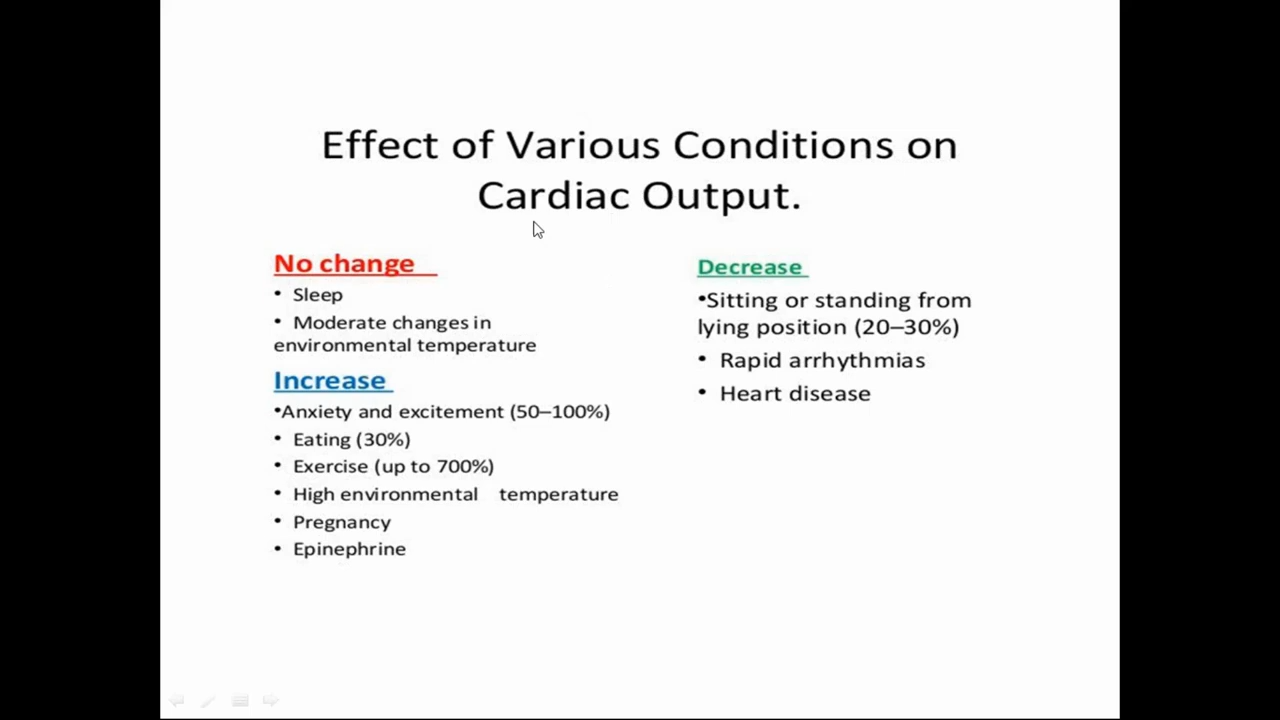 Effect of Various Conditions on
Cardiac Output.
No change
• Sleep
• Moderate changes in
environmental temperature
Increase
•Anxiety and excitement (50–100%)
• Eating (30%)
• Exercise (up to 700%)
• High environmental temperature
• Pregnancy
• Epinephrine
Decrease
•Sitting or standing from
lying position (20–30%)
• Rapid arrhythmias
• Heart disease